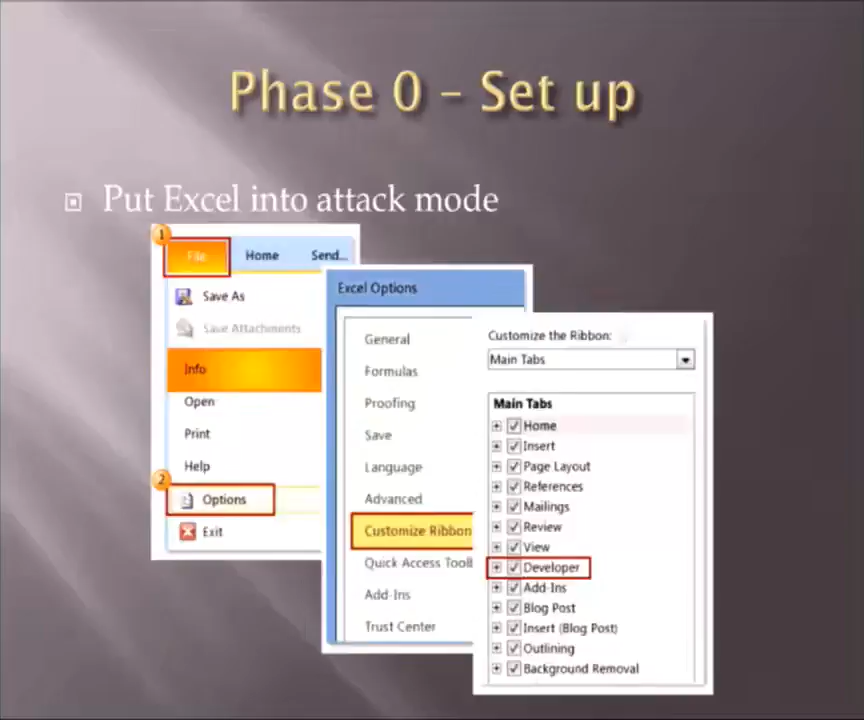 Phase 0 – Set up
Put Excel into attack mode
1
File Home Send...
Save As
Save Attachments
Info
Open
Print
Help
2
Options
Exit
Excel Options
General
Formulas
Proofing
Save
Language
Advanced
Customize Ribbon
Quick Access Toolb
Add-Ins
Trust Center
Customize the Ribbon:
Main Tabs
Main Tabs
Home
Insert
Page Layout
References
Mailings
Review
View
Developer
Add-Ins
Blog Post
Insert (Blog Post)
Outlining
Background Removal